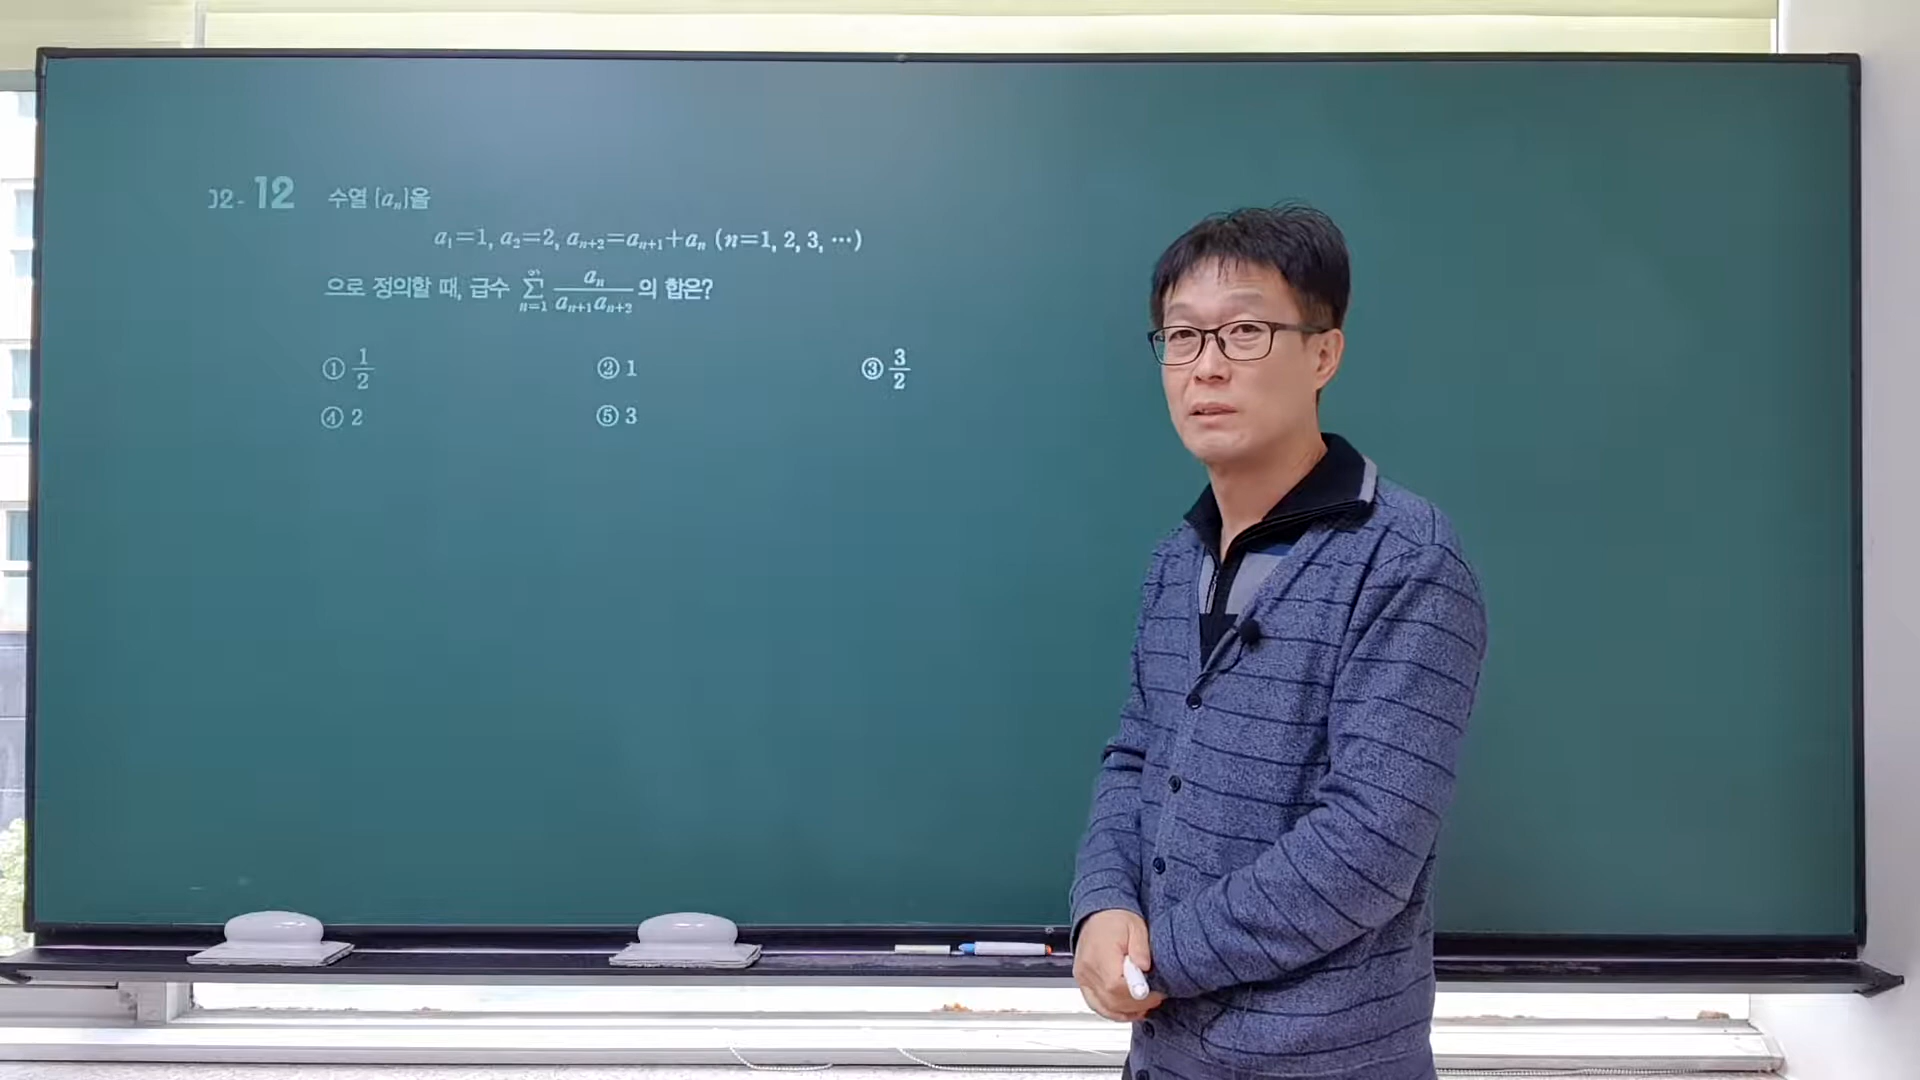 02- 12 수열 {aₙ}을
a₁=1, a₂=2, aₙ₊₂=aₙ₊₁+aₙ (n=1, 2, 3, ⋯)
으로 정의할 때, 급수 ∑_{n=1}^{∞} aₙ/(aₙ₊₁aₙ₊₂) 의 합은?
① 1/2 ② 1 ③ 3/2
④ 2 ⑤ 3